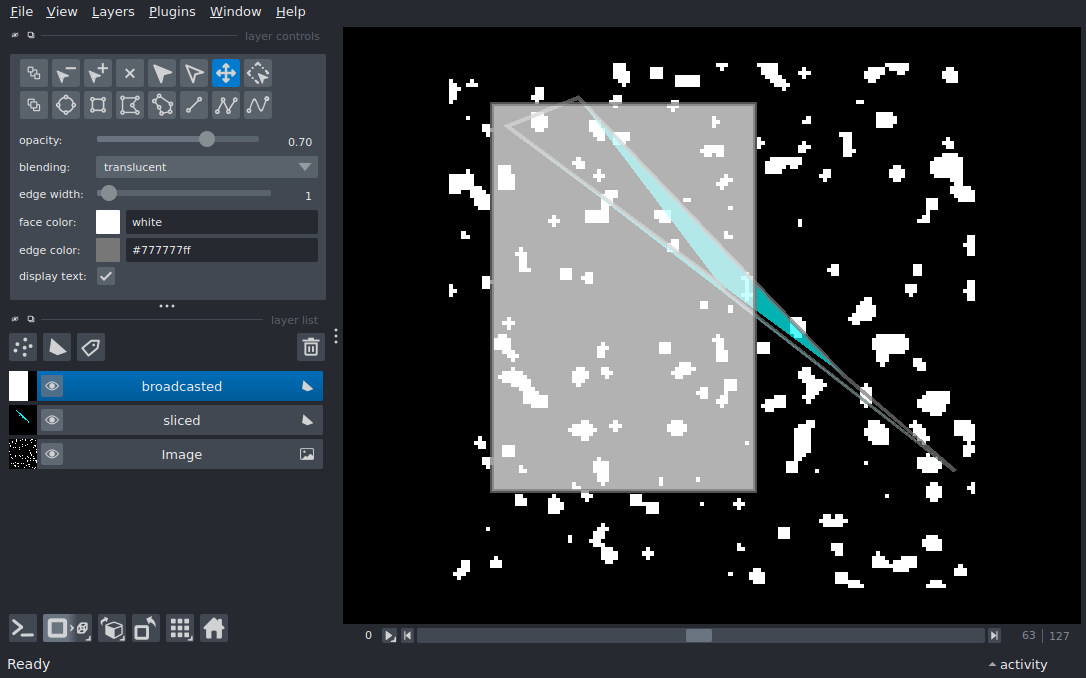 File View Layers Plugins Window Help
layer controls
opacity: 0.70
blending: translucent
edge width: 1
face color: white
edge color: #777777ff
display text:
layer list
broadcasted
sliced
Image
0 63 127
Ready activity